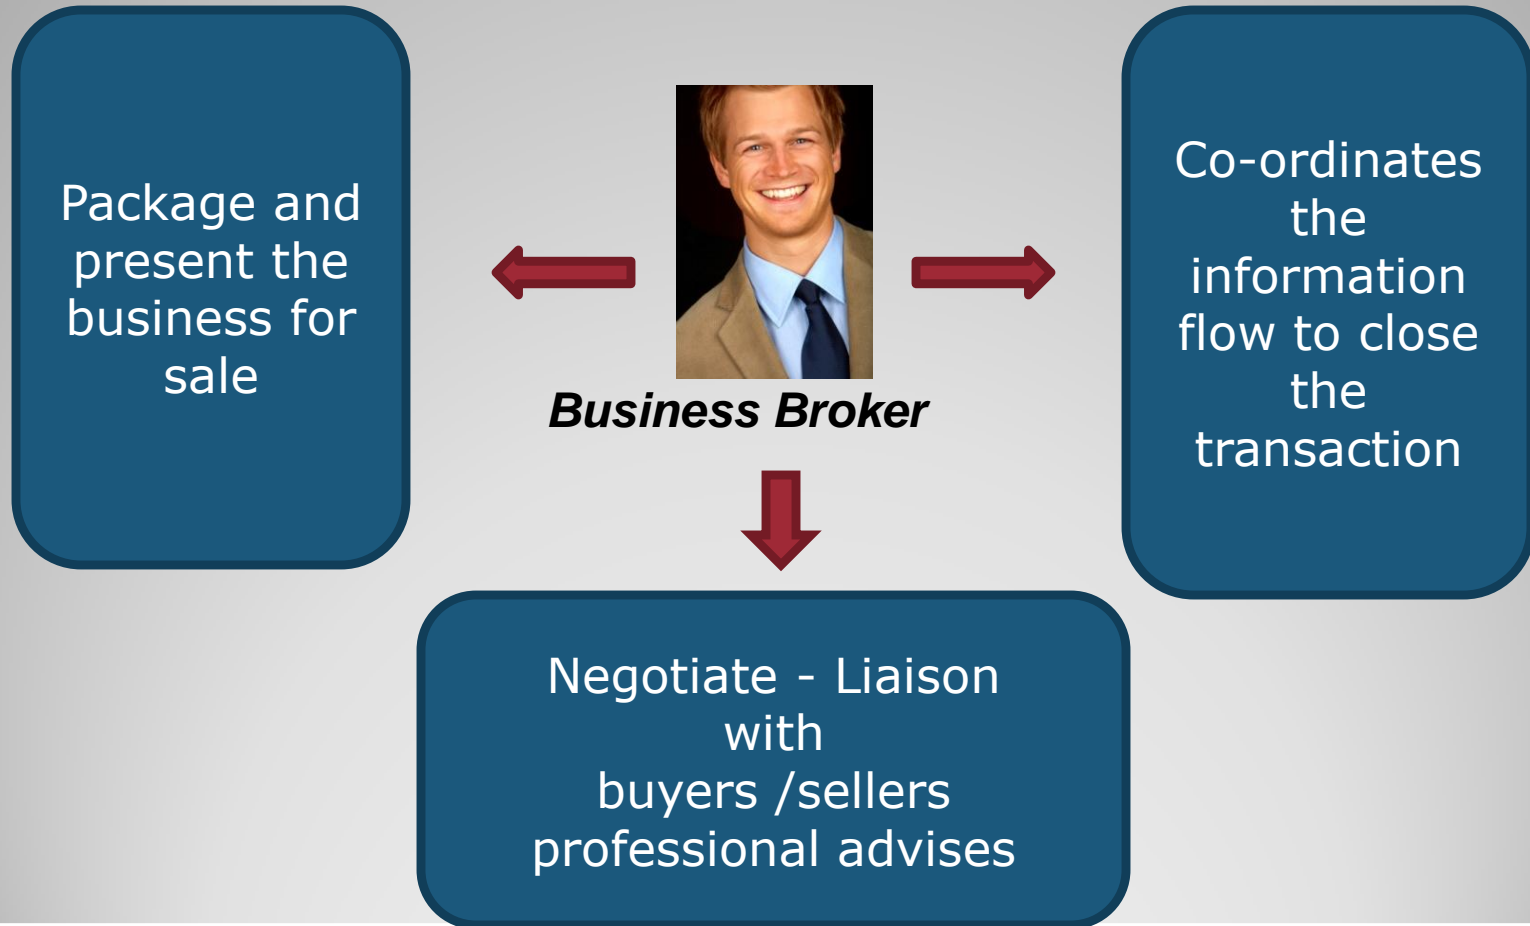 Package and
present the
business for
sale
Business Broker
Co-ordinates
the
information
flow to close
the
transaction
Negotiate - Liaison
with
buyers /sellers
professional advises